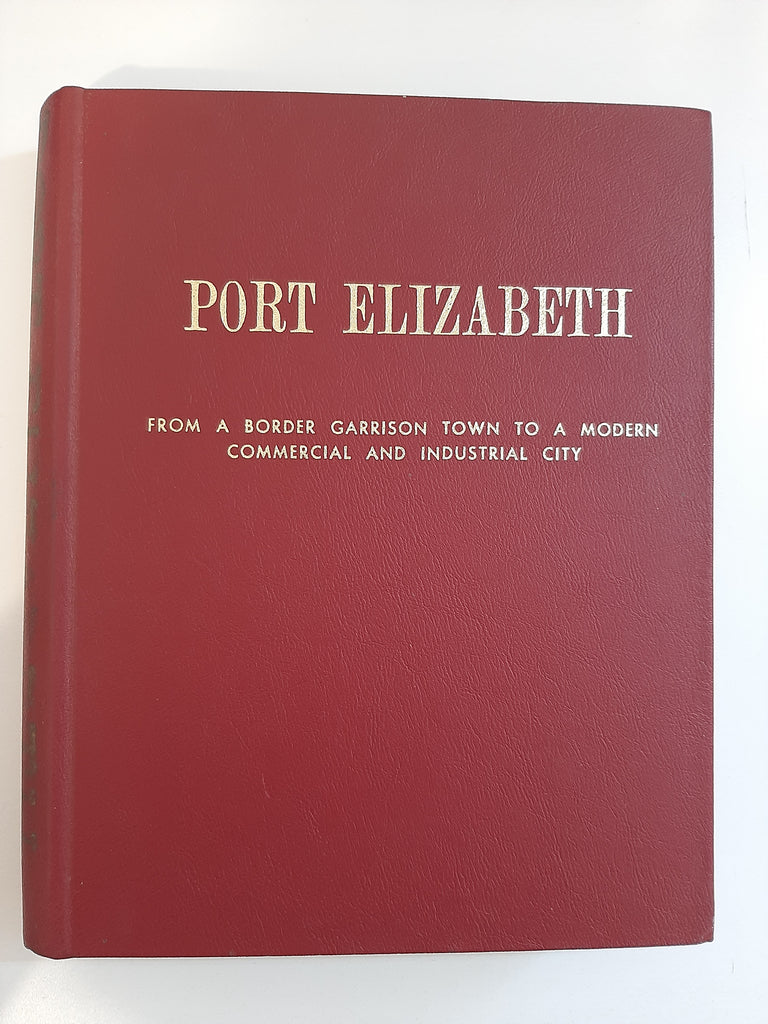 PORT ELIZABETH
FROM A BORDER GARRISON TOWN TO A MODERN
COMMERCIAL AND INDUSTRIAL CITY